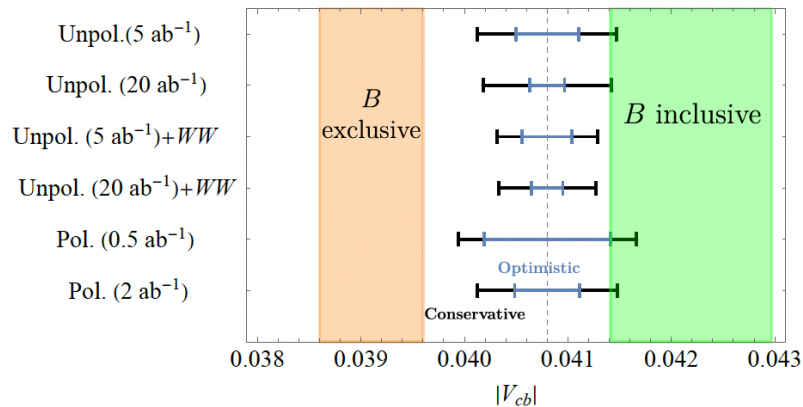 Unpol.(5 ab⁻¹)
Unpol. (20 ab⁻¹)
Unpol. (5 ab⁻¹)+WW
Unpol. (20 ab⁻¹)+WW
Pol. (0.5 ab⁻¹)
Pol. (2 ab⁻¹)
B
exclusive
B inclusive
Optimistic
Conservative
0.038 0.039 0.040 0.041 0.042 0.043
|V_cb|